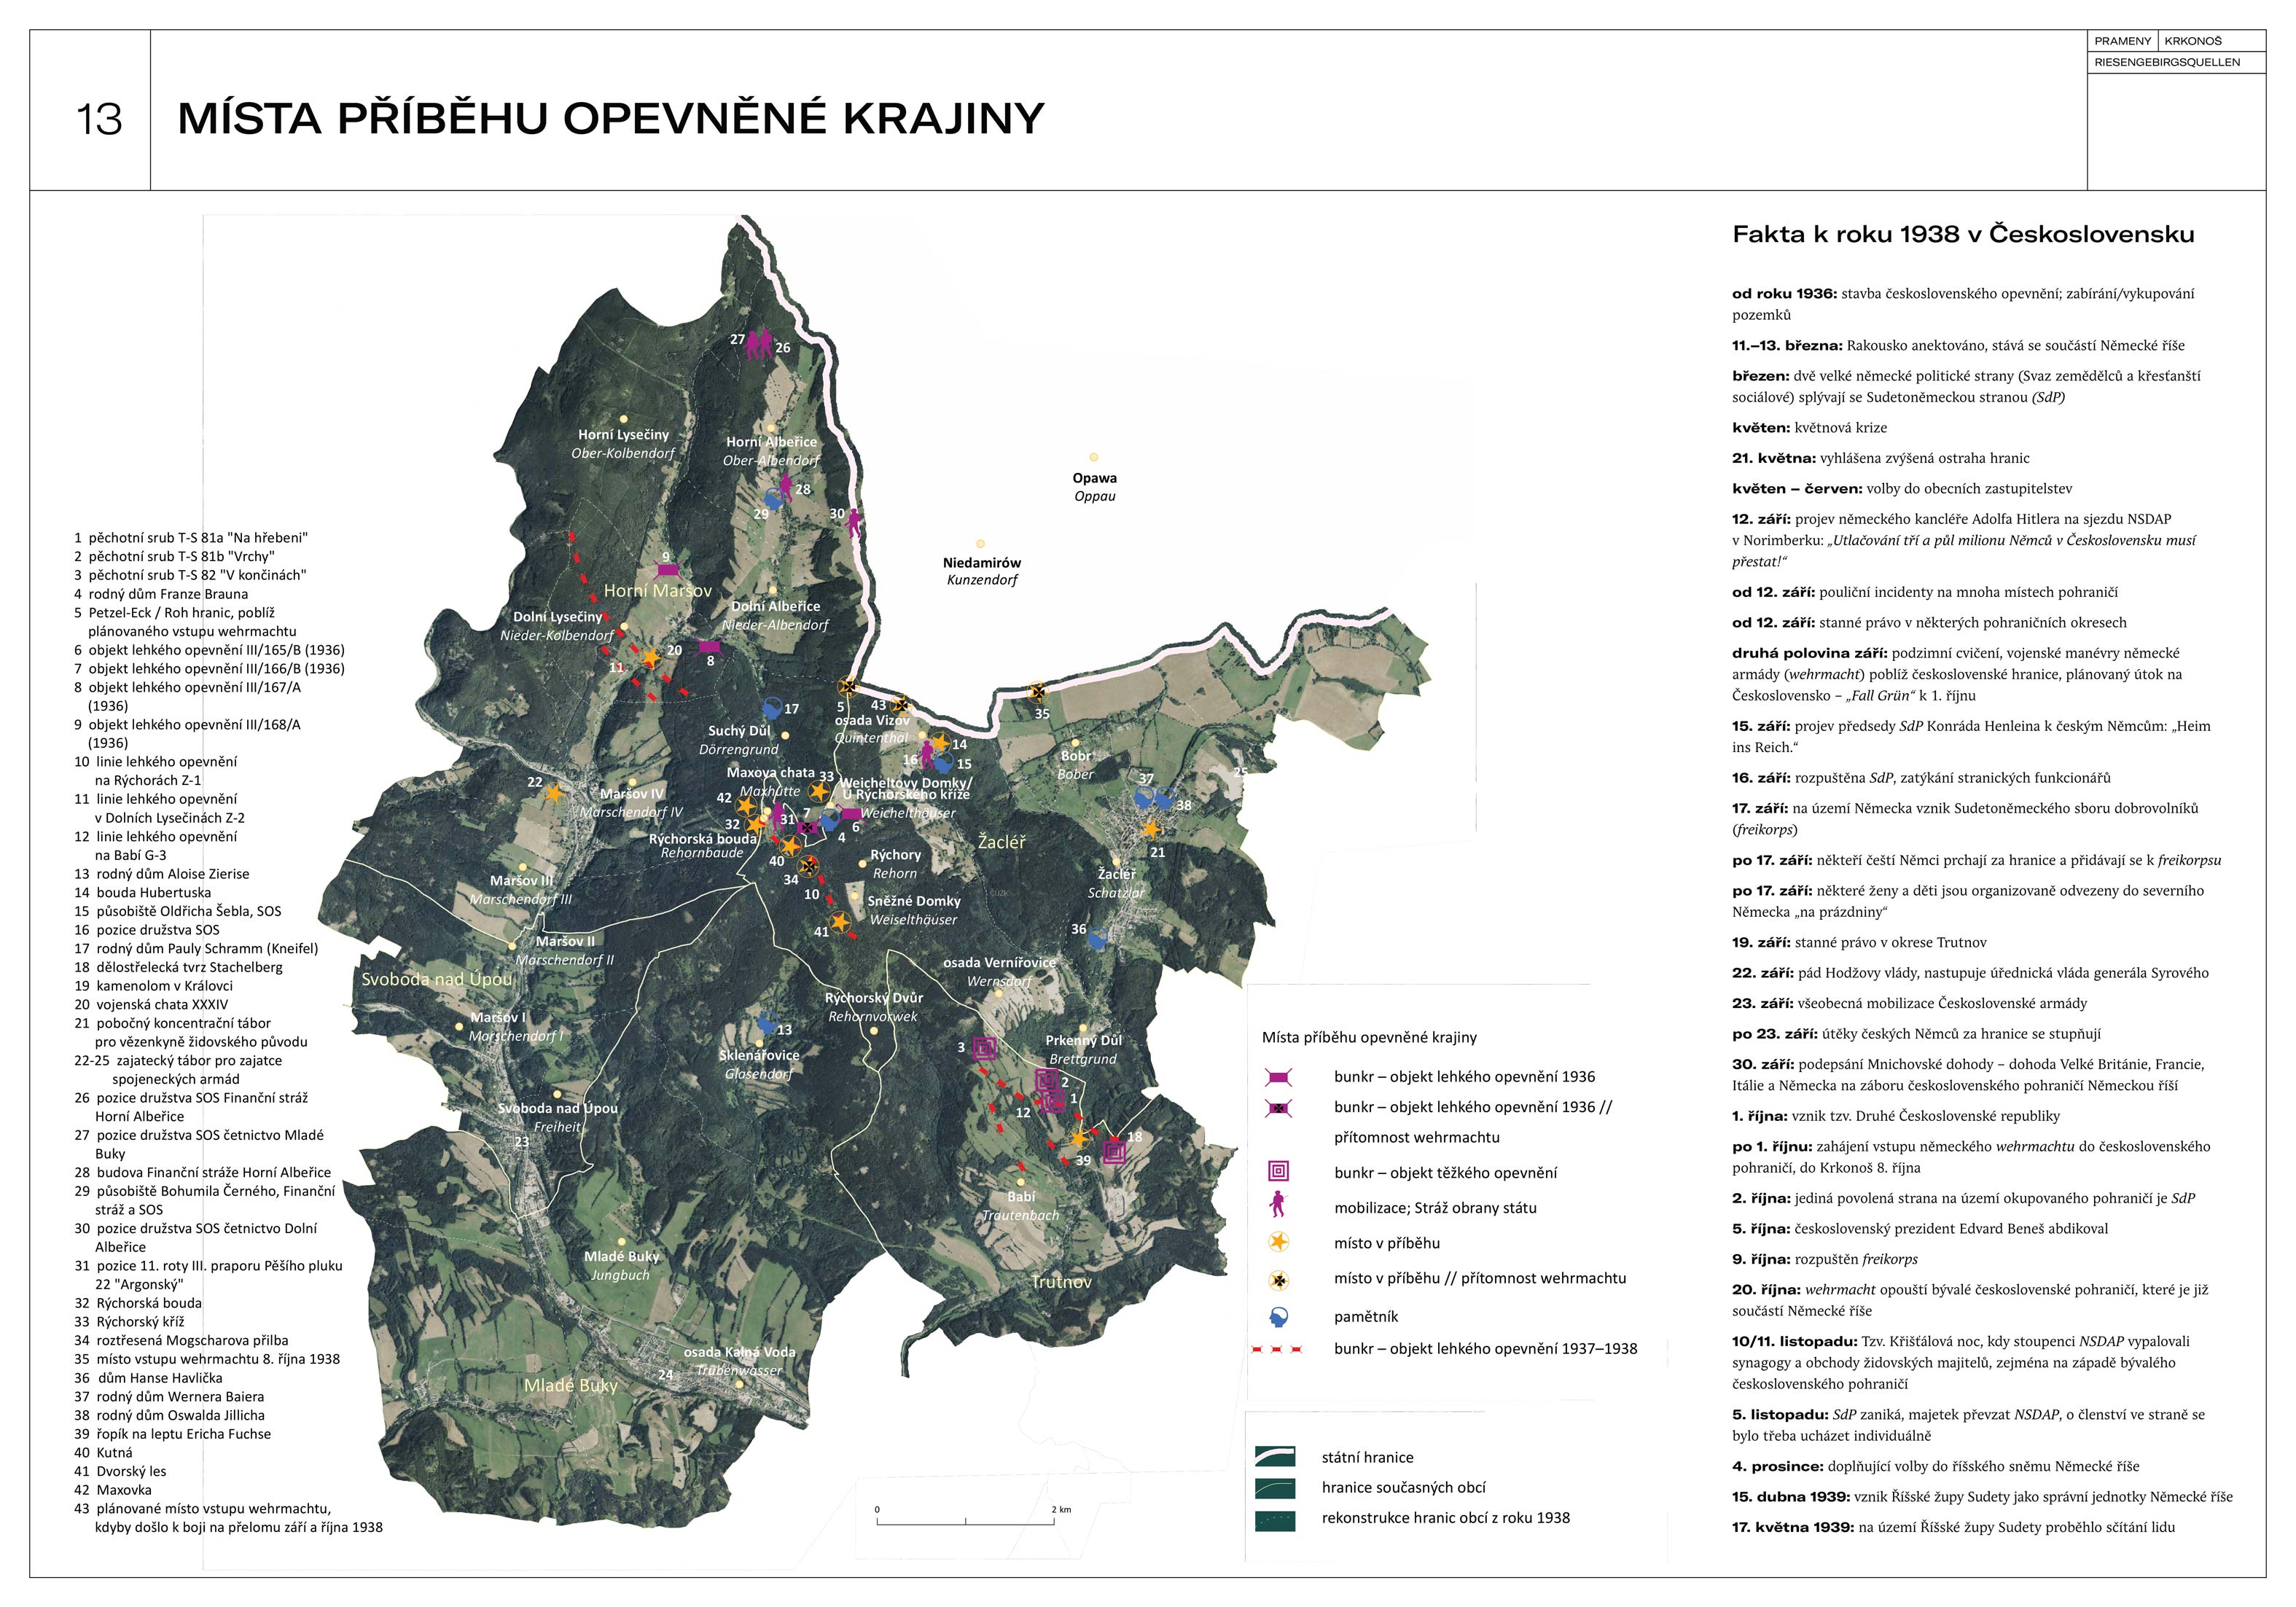 PRAMENY KRKONOŠ
RIESENGEBIRGSQUELLEN
13
MÍSTA PŘÍBĚHU OPEVNĚNÉ KRAJINY
1 pěchotní srub T-S 81a "Na hřebeni"
2 pěchotní srub T-S 81b "Vrchy"
3 pěchotní srub T-S 82 "V končinách"
4 rodný dům Franze Brauna
5 Petzel-Eck / Roh hranic, poblíž
plánovaného vstupu wehrmachtu
6 objekt lehkého opevnění III/165/B (1936)
7 objekt lehkého opevnění III/166/B (1936)
8 objekt lehkého opevnění III/167/A
(1936)
9 objekt lehkého opevnění III/168/A
(1936)
10 linie lehkého opevnění
na Rýchorách Z-1
11 linie lehkého opevnění
v Dolních Lysečinách Z-2
12 linie lehkého opevnění
na Babí G-3
13 rodný dům Aloise Zierise
14 bouda Hubertuska
15 působiště Oldřicha Šebla, SOS
16 pozice družstva SOS
17 rodný dům Pauly Schramm (Kneifel)
18 dělostřelecká tvrz Stachelberg
19 kamenolom v Královci
20 vojenská chata XXXIV
21 pobočný koncentrační tábor
pro vězenkyně židovského původu
22-25 zajatecký tábor pro zajatce
spojeneckých armád
26 pozice družstva SOS Finanční stráž
Horní Albeřice
27 pozice družstva SOS četnictvo Mladé
Buky
28 budova Finanční stráže Horní Albeřice
29 působiště Bohumila Černého, Finanční
stráž a SOS
30 pozice družstva SOS četnictvo Dolní
Albeřice
31 pozice 11. roty III. praporu Pěšího pluku
22 "Argonský"
32 Rýchorská bouda
33 Rýchorský kříž
34 roztřesená Mogscharova přilba
35 místo vstupu wehrmachtu 8. října 1938
36 dům Hanse Havlička
37 rodný dům Wernera Baiera
38 rodný dům Oswalda Jillicha
39 řopík na leptu Ericha Fuchse
40 Kutná
41 Dvorský les
42 Maxovka
43 plánované místo vstupu wehrmachtu,
kdyby došlo k boji na přelomu září a října 1938
27
26
Horní Lysečiny
Ober-Kolbendorf
Horní Albeřice
Ober-Albendorf
28
29
30
Opawa
Oppau
Niedamirów
Kunzendorf
9
Horní Maršov
Dolní Lysečiny
Nieder-Kolbendorf
Dolní Albeřice
Nieder-Albendorf
20
8
11
17
5
43
35
osada Vizov
Quintenthal
Suchý Důl
Dörrengrund
14
16
15
Bobr
Bober
25
22
Maršov IV
Marschendorf IV
Maxova chata
Maxhütte
33
Weicheltovy Domky/
U Rýchorského kříže
Weichelthäuser
42
32
31
7
6
4
37
38
21
Rýchorská bouda
Rehornbaude
40
34
10
Rýchory
Rehorn
Žacléř
Žacléř
Schatzlar
ČÚZK
Maršov III
Marschendorf III
Sněžné Domky
Weiselthäuser
41
36
Maršov II
Marschendorf II
Svoboda nad Úpou
osada Vernířovice
Wernsdorf
Rýchorský Dvůr
Rehornvorwek
Maršov I
Marschendorf I
13
Sklenářovice
Glasendorf
3
Prkenný Důl
Brettgrund
2
1
12
18
39
Svoboda nad Úpou
Freiheit
23
Babí
Trautenbach
Trutnov
Mladé Buky
Jungbuch
osada Kalná Voda
Trübenwasser
24
Mladé Buky
0 2 km
Místa příběhu opevněné krajiny
bunkr – objekt lehkého opevnění 1936
bunkr – objekt lehkého opevnění 1936 //
přítomnost wehrmachtu
bunkr – objekt těžkého opevnění
mobilizace; Stráž obrany státu
místo v příběhu
místo v příběhu // přítomnost wehrmachtu
pamětník
bunkr – objekt lehkého opevnění 1937–1938
státní hranice
hranice současných obcí
rekonstrukce hranic obcí z roku 1938
Fakta k roku 1938 v Československu
od roku 1936: stavba československého opevnění; zabírání/vykupování
pozemků
11.–13. března: Rakousko anektováno, stává se součástí Německé říše
březen: dvě velké německé politické strany (Svaz zemědělců a křesťanští
sociálové) splývají se Sudetoněmeckou stranou (SdP)
květen: květnová krize
21. května: vyhlášena zvýšená ostraha hranic
květen – červen: volby do obecních zastupitelstev
12. září: projev německého kancléře Adolfa Hitlera na sjezdu NSDAP
v Norimberku: „Utlačování tří a půl milionu Němců v Československu musí
přestat!“
od 12. září: pouliční incidenty na mnoha místech pohraničí
od 12. září: stanné právo v některých pohraničních okresech
druhá polovina září: podzimní cvičení, vojenské manévry německé
armády (wehrmacht) poblíž československé hranice, plánovaný útok na
Československo – „Fall Grün“ k 1. říjnu
15. září: projev předsedy SdP Konráda Henleina k českým Němcům: „Heim
ins Reich.“
16. září: rozpuštěna SdP, zatýkání stranických funkcionářů
17. září: na území Německa vznik Sudetoněmeckého sboru dobrovolníků
(freikorps)
po 17. září: někteří čeští Němci prchají za hranice a přidávají se k freikorpsu
po 17. září: některé ženy a děti jsou organizovaně odvezeny do severního
Německa „na prázdniny“
19. září: stanné právo v okrese Trutnov
22. září: pád Hodžovy vlády, nastupuje úřednická vláda generála Syrového
23. září: všeobecná mobilizace Československé armády
po 23. září: útěky českých Němců za hranice se stupňují
30. září: podepsání Mnichovské dohody – dohoda Velké Británie, Francie,
Itálie a Německa na záboru československého pohraničí Německou říší
1. října: vznik tzv. Druhé Československé republiky
po 1. říjnu: zahájení vstupu německého wehrmachtu do československého
pohraničí, do Krkonoš 8. října
2. října: jediná povolená strana na území okupovaného pohraničí je SdP
5. října: československý prezident Edvard Beneš abdikoval
9. října: rozpuštěn freikorps
20. října: wehrmacht opouští bývalé československé pohraničí, které je již
součástí Německé říše
10/11. listopadu: Tzv. Křišťálová noc, kdy stoupenci NSDAP vypalovali
synagogy a obchody židovských majitelů, zejména na západě bývalého
československého pohraničí
5. listopadu: SdP zaniká, majetek převzat NSDAP, o členství ve straně se
bylo třeba ucházet individuálně
4. prosince: doplňující volby do říšského sněmu Německé říše
15. dubna 1939: vznik Říšské župy Sudety jako správní jednotky Německé říše
17. května 1939: na území Říšské župy Sudety proběhlo sčítání lidu